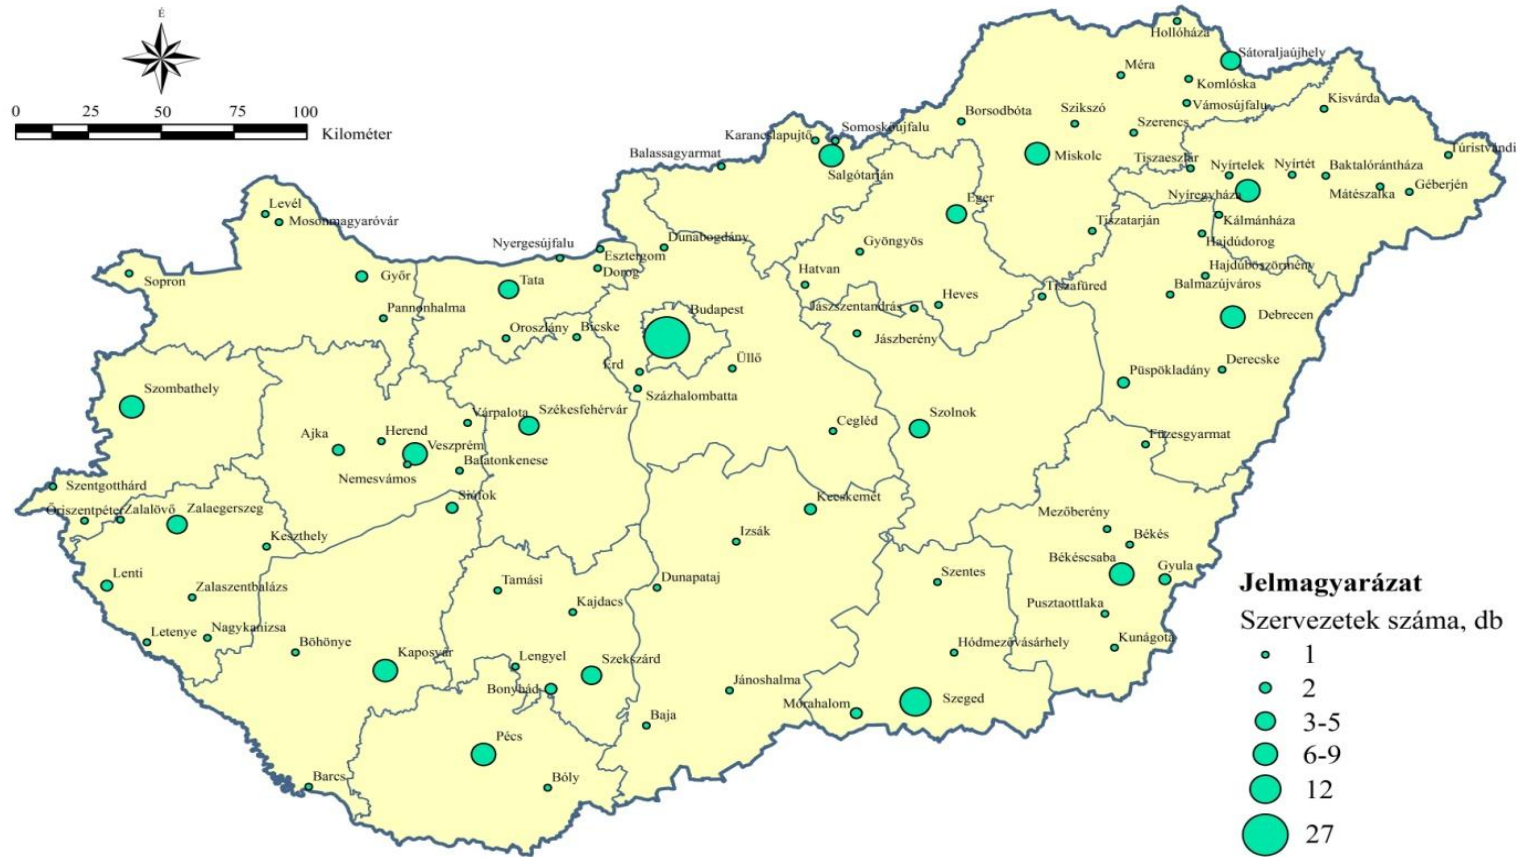 É
0 25 50 75 100
Kilométer
Hollóháza
Sátoraljaújhely
Méra
Komlóska
Vámosújfalu
Kisvárda
Borsodbóta
Szikszó
Szerencs
Karancslapujtő
Somoskőújfalu
Balassagyarmat
Salgótarján
Miskolc
Tiszaeszlár
Nyírtelek
Nyírtét
Baktalórántháza
Túristvándi
Nyíregyháza
Mátészalka
Géberjén
Levél
Mosonmagyaróvár
Eger
Tiszatarján
Kálmánháza
Hajdúdorog
Nyergesújfalu
Esztergom
Dunabogdány
Gyöngyös
Dorog
Hatvan
Hajdúböszörmény
Sopron
Győr
Tata
Balmazújváros
Pannonhalma
Jászszentandrás
Heves
Tiszafüred
Budapest
Debrecen
Oroszlány
Bicske
Jászberény
Érd
Üllő
Püspökladány
Derecske
Szombathely
Százhalombatta
Várpalota
Székesfehérvár
Cegléd
Szolnok
Ajka
Herend
Veszprém
Füzesgyarmat
Nemesvámos
Balatonkenese
Szentgotthárd
Siófok
Kecskemét
Őriszentpéter
Zalalövő
Zalaegerszeg
Mezőberény
Keszthely
Izsák
Békés
Békéscsaba
Gyula
Lenti
Zalaszentbalázs
Tamási
Dunapataj
Szentes
Kajdacs
Pusztaottlaka
Letenye
Nagykanizsa
Böhönye
Kaposvár
Lengyel
Szekszárd
Hódmezővásárhely
Kunágota
Bonyhád
Jánoshalma
Mórahalom
Szeged
Baja
Pécs
Barcs
Bóly
Jelmagyarázat
Szervezetek száma, db
1
2
3-5
6-9
12
27